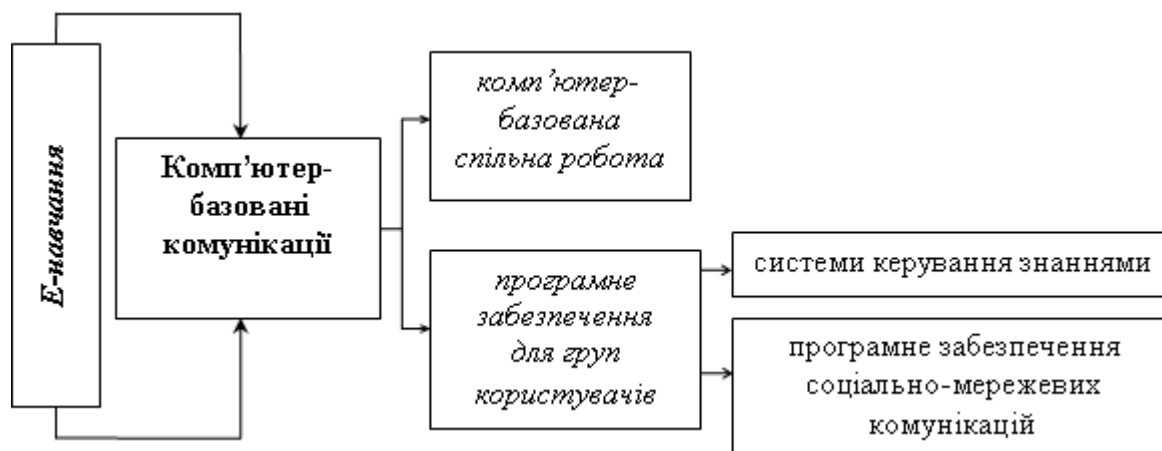 Е-навчання
Комп’ютер-
базовані
комунікації
комп’ютер-
базована
спільна робота
програмне
забезпечення
для груп
користувачів
системи керування знаннями
програмне забезпечення
соціально-мережевих
комунікацій